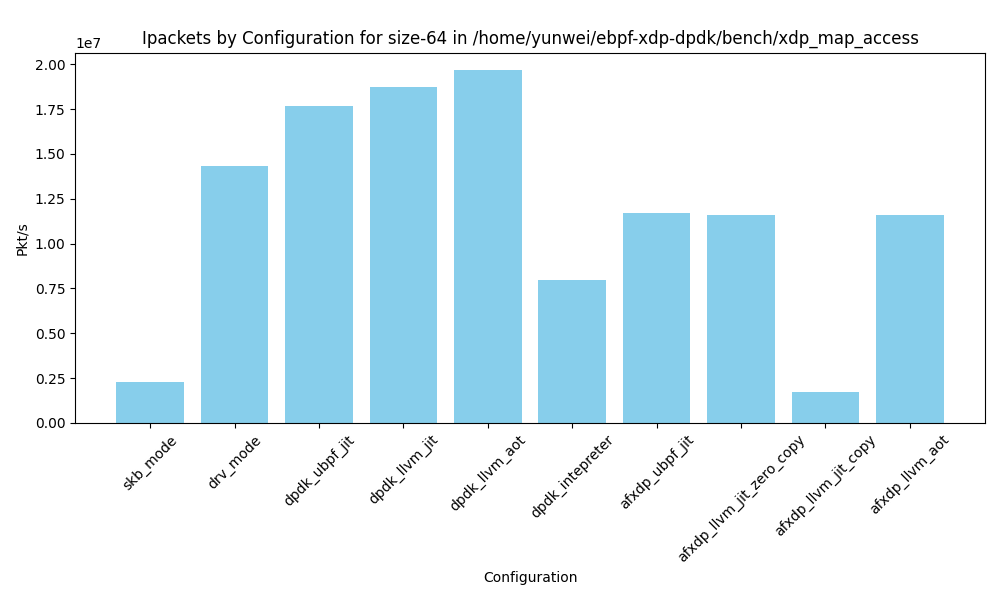 Ipackets by Configuration for size-64 in /home/yunwei/ebpf-xdp-dpdk/bench/xdp_map_access
1e7
2.00
1.75
1.50
1.25
1.00
0.75
0.50
0.25
0.00
Pkt/s
skb_mode
drv_mode
dpdk_ubpf_jit
dpdk_llvm_jit
dpdk_llvm_aot
dpdk_intepreter
afxdp_ubpf_jit
afxdp_llvm_jit_zero_copy
afxdp_llvm_jit_copy
afxdp_llvm_aot
Configuration